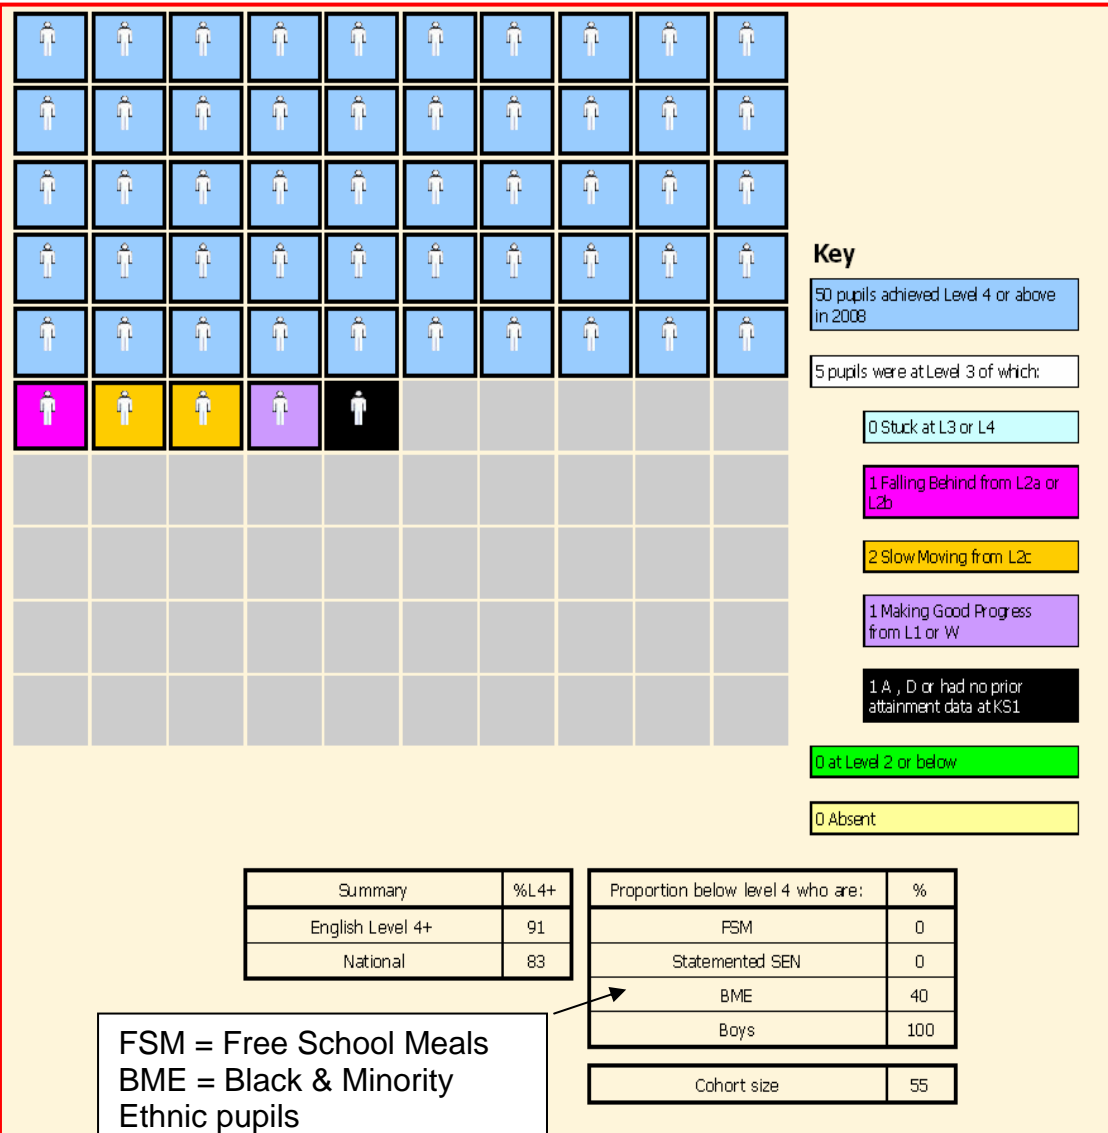 Key
50 pupils achieved Level 4 or above
in 2008
5 pupils were at Level 3 of which:
0 Stuck at L3 or L4
1 Falling Behind from L2a or
L2b
2 Slow Moving from L2c
1 Making Good Progress
from L1 or W
1 A , D or had no prior
attainment data at KS1
0 at Level 2 or below
0 Absent
Summary %L4+
English Level 4+ 91
National 83
Proportion below level 4 who are: %
FSM 0
Statemented SEN 0
BME 40
Boys 100
Cohort size 55
FSM = Free School Meals
BME = Black & Minority
Ethnic pupils